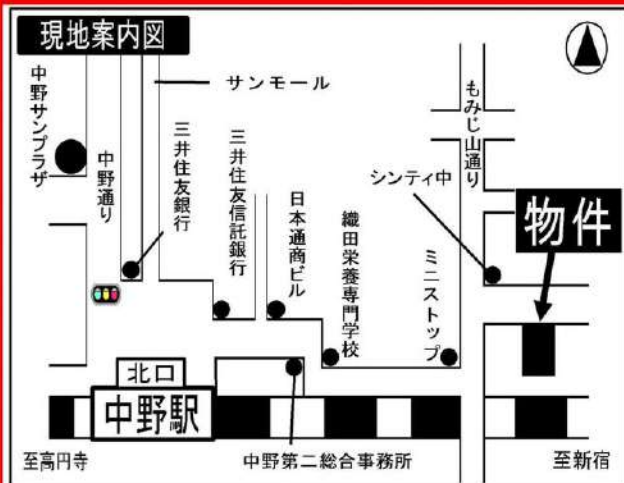 現地案内図
中野サンプラザ
中野通り
サンモール
三井住友銀行
三井住友信託銀行
日本通商ビル
織田栄養専門学校
ミニストップ
もみじ山通り
シンティ中
物件
北口
中野駅
至高円寺
中野第二総合事務所
至新宿